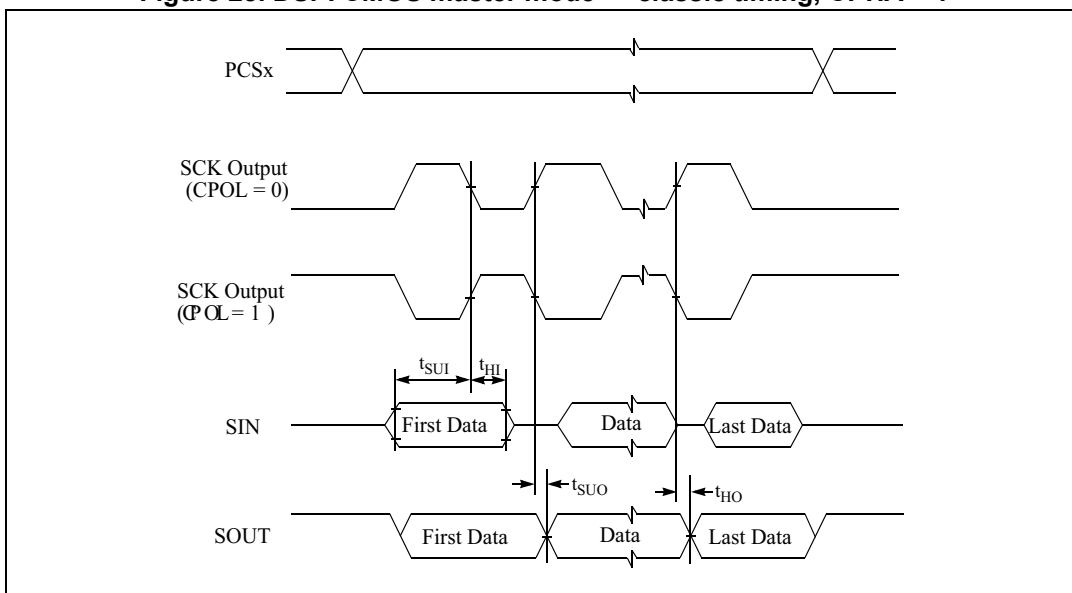 PCSx
SCK Output
(CPOL = 0)
SCK Output
(CPOL = 1 )
tSUI
tHI
SIN
First Data
Data
Last Data
tSUO
tHO
SOUT
First Data
Data
Last Data